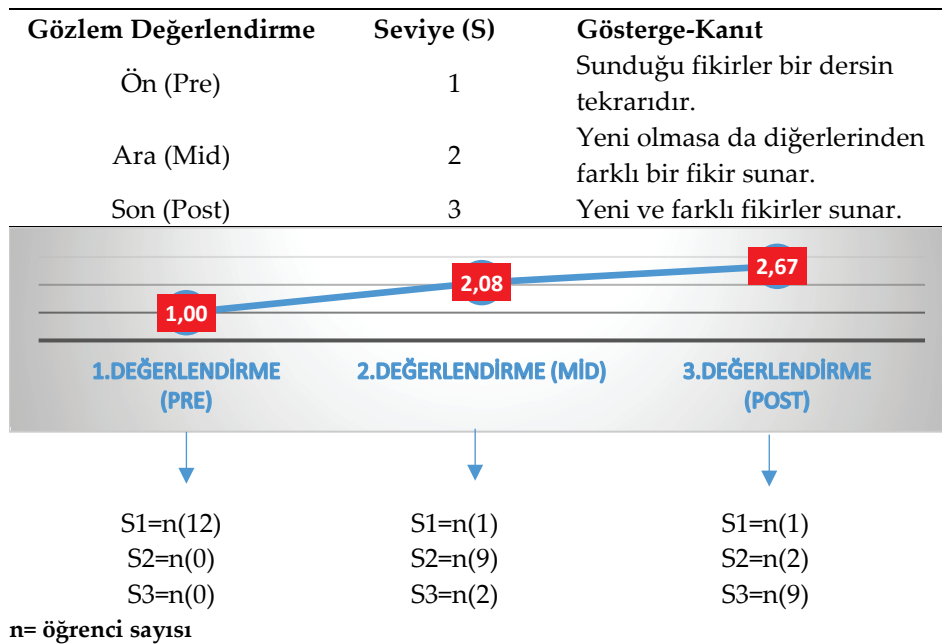 Gözlem Değerlendirme Seviye (S) Gösterge-Kanıt
Ön (Pre) 1 Sunduğu fikirler bir dersin
tekrarıdır.
Ara (Mid) 2 Yeni olmasa da diğerlerinden
farklı bir fikir sunar.
Son (Post) 3 Yeni ve farklı fikirler sunar.
1,00 2,08 2,67
1.DEĞERLENDİRME 2.DEĞERLENDİRME (MİD) 3.DEĞERLENDİRME
(PRE) (POST)
S1=n(12) S1=n(1) S1=n(1)
S2=n(0) S2=n(9) S2=n(2)
S3=n(0) S3=n(2) S3=n(9)
n= öğrenci sayısı